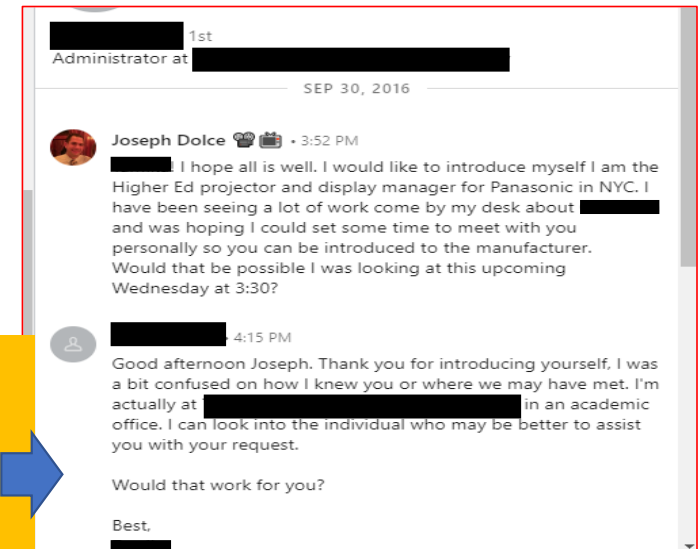 1st
Administrator at
SEP 30, 2016
Joseph Dolce 📽📺 • 3:52 PM
! I hope all is well. I would like to introduce myself I am the
Higher Ed projector and display manager for Panasonic in NYC. I
have been seeing a lot of work come by my desk about
and was hoping I could set some time to meet with you
personally so you can be introduced to the manufacturer.
Would that be possible I was looking at this upcoming
Wednesday at 3:30?
• 4:15 PM
Good afternoon Joseph. Thank you for introducing yourself, I was
a bit confused on how I knew you or where we may have met. I'm
actually at in an academic
office. I can look into the individual who may be better to assist
you with your request.
Would that work for you?
Best,